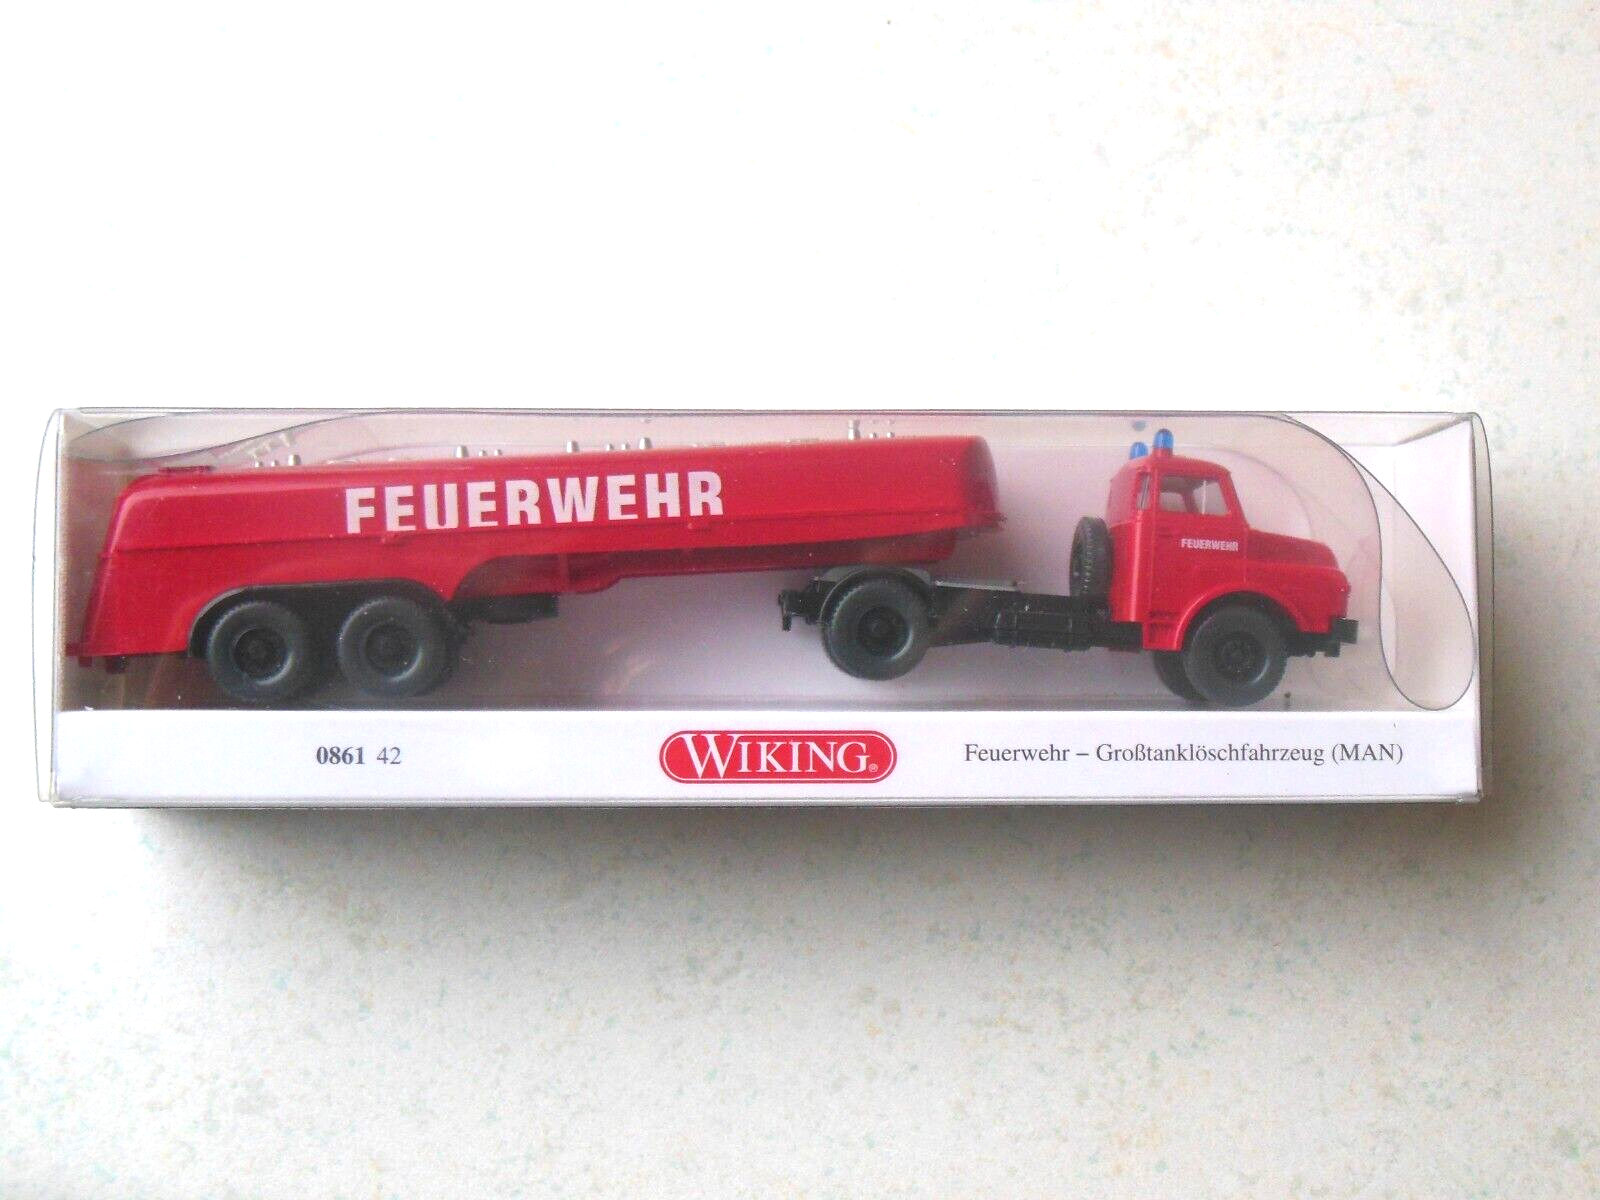 FEUERWEHR
FEUERWEHR
0861 42
WIKING®
Feuerwehr – Großtanklöschfahrzeug (MAN)